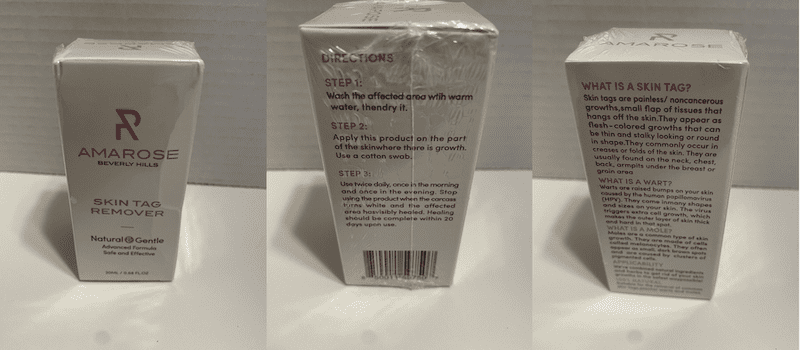 AMAROSE
BEVERLY HILLS
SKIN TAG
REMOVER
Natural & Gentle
Advanced Formula
Safe and Effective
DIRECTIONS
STEP 1:
Wash the affected area wtih warm
water, thendry it.
STEP 2:
Apply this product on the part
of the skinwhere there is growth.
Use a cotton swab.
STEP 3:
Use twice daily, once in the morning
and once in the evening. Stop
using the product when the carcass
turns white and the affected
area has visibly healed. Healing
should be complete within 20
days upon use.
AMAROSE
WHAT IS A SKIN TAG?
Skin tags are painless/ noncancerous
growths,small flap of tissues that
hangs off the skin.They appear as
flesh-colored growths that can
be thin and stalky looking or round
in shape.They commonly occur in
creases or folds of the skin. They are
usually found on the neck, chest,
back, armpits under the breast or
groin area
WHAT IS A WART?
Warts are raised bumps on your skin
caused by the human papillomavirus
(HPV). They come inmany shapes
and sizes on your skin. The virus
triggers extra cell growth, which
makes the outer layer of skin thick
and hard in that spot.
WHAT IS A MOLE?
Moles are a common type of skin
growth. They are made of cells
called melanocytes. They often
appear as small, dark brown spots
and are caused by clusters of
pigmented cells
APPLICABILITY